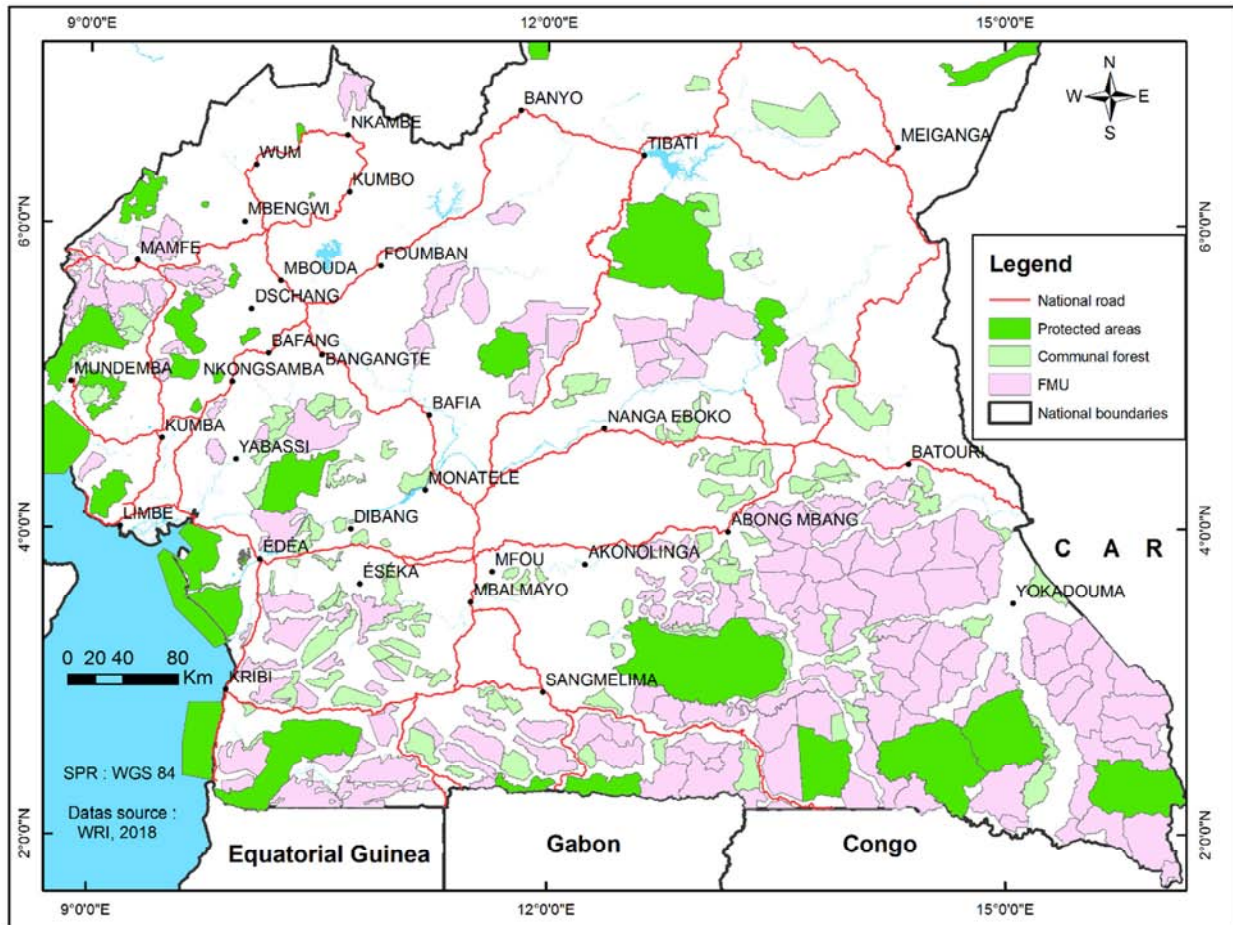 9°0'0"E
12°0'0"E
15°0'0"E
N
W
E
S
BANYO
NKAMBE
MEIGANGA
WUM
TIBATI
KUMBO
MBENGWI
6°0'0"N
6°0'0"N
MAMFE
FOUMBAN
MBOUDA
DSCHANG
Legend
National road
Protected areas
Communal forest
FMU
National boundaries
BAFANG
BANGANGTE
MUNDEMBA
NKONGSAMBA
BAFIA
NANGA EBOKO
KUMBA
YABASSI
BATOURI
MONATELE
LIMBE
DIBANG
ABONG MBANG
4°0'0"N
4°0'0"N
ÉDÉA
MFOU
AKONOLINGA
C A R
ÉSÉKA
MBALMAYO
YOKADOUMA
0 20 40 80
Km
KRIBI
SANGMELIMA
SPR : WGS 84
Datas source :
WRI, 2018
2°0'0"N
2°0'0"N
Equatorial Guinea
Gabon
Congo
9°0'0"E
12°0'0"E
15°0'0"E